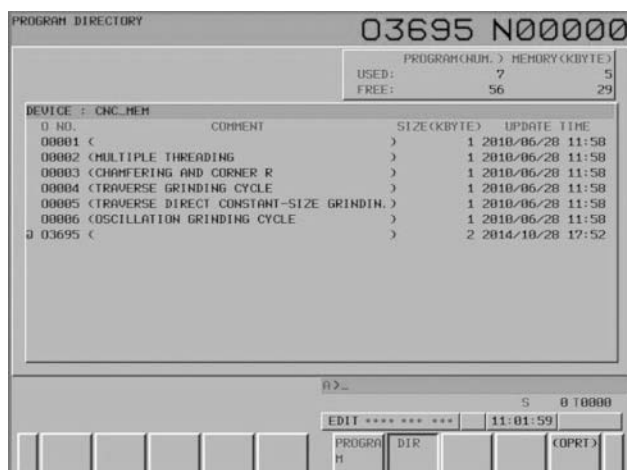 PROGRAM DIRECTORY
O3695 N00000
PROGRAM(NUM.) MEMORY(KBYTE)
USED: 7 5
FREE: 56 29
DEVICE : CNC_MEM
O NO. COMMENT SIZE(KBYTE) UPDATE TIME
O0001 ( ) 1 2010/06/28 11:58
O0002 (MULTIPLE THREADING ) 1 2010/06/28 11:58
O0003 (CHAMFERING AND CORNER R ) 1 2010/06/28 11:58
O0004 (TRAVERSE GRINDING CYCLE ) 1 2010/06/28 11:58
O0005 (TRAVERSE DIRECT CONSTANT-SIZE GRINDIN.) 1 2010/06/28 11:58
O0006 (OSCILLATION GRINDING CYCLE ) 1 2010/06/28 11:58
@ O3695 ( ) 2 2014/10/28 17:52
A>_
S 0 T0000
EDIT **** *** *** 11:01:59
PROGRAM DIR (OPRT)